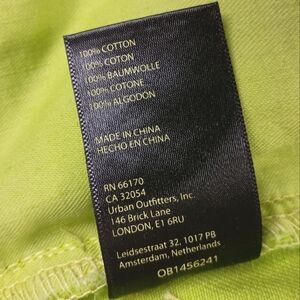 100% COTTON
100% COTON
100% BAUMWOLLE
100% COTONE
100% ALGODON
MADE IN CHINA
HECHO EN CHINA
RN 66170
CA 32054
Urban Outfitters, Inc.
146 Brick Lane
LONDON, E1 6RU
Leidsestraat 32, 1017 PB
Amsterdam, Netherlands
OB1456241